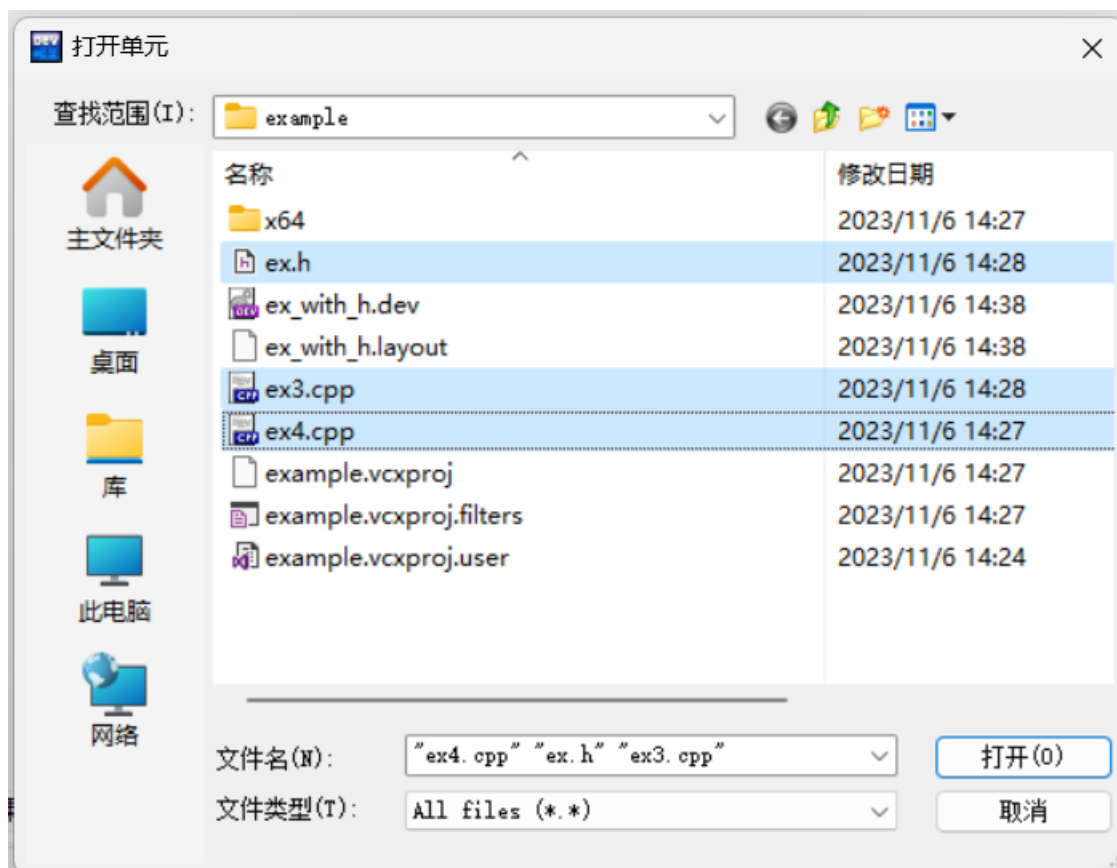 打开单元
查找范围(I): example
名称 修改日期
x64 2023/11/6 14:27
ex.h 2023/11/6 14:28
ex_with_h.dev 2023/11/6 14:38
ex_with_h.layout 2023/11/6 14:38
ex3.cpp 2023/11/6 14:28
ex4.cpp 2023/11/6 14:27
example.vcxproj 2023/11/6 14:27
example.vcxproj.filters 2023/11/6 14:27
example.vcxproj.user 2023/11/6 14:24
主文件夹
桌面
库
此电脑
网络
文件名(N): "ex4.cpp" "ex.h" "ex3.cpp" 打开(O)
文件类型(T): All files (*.*) 取消